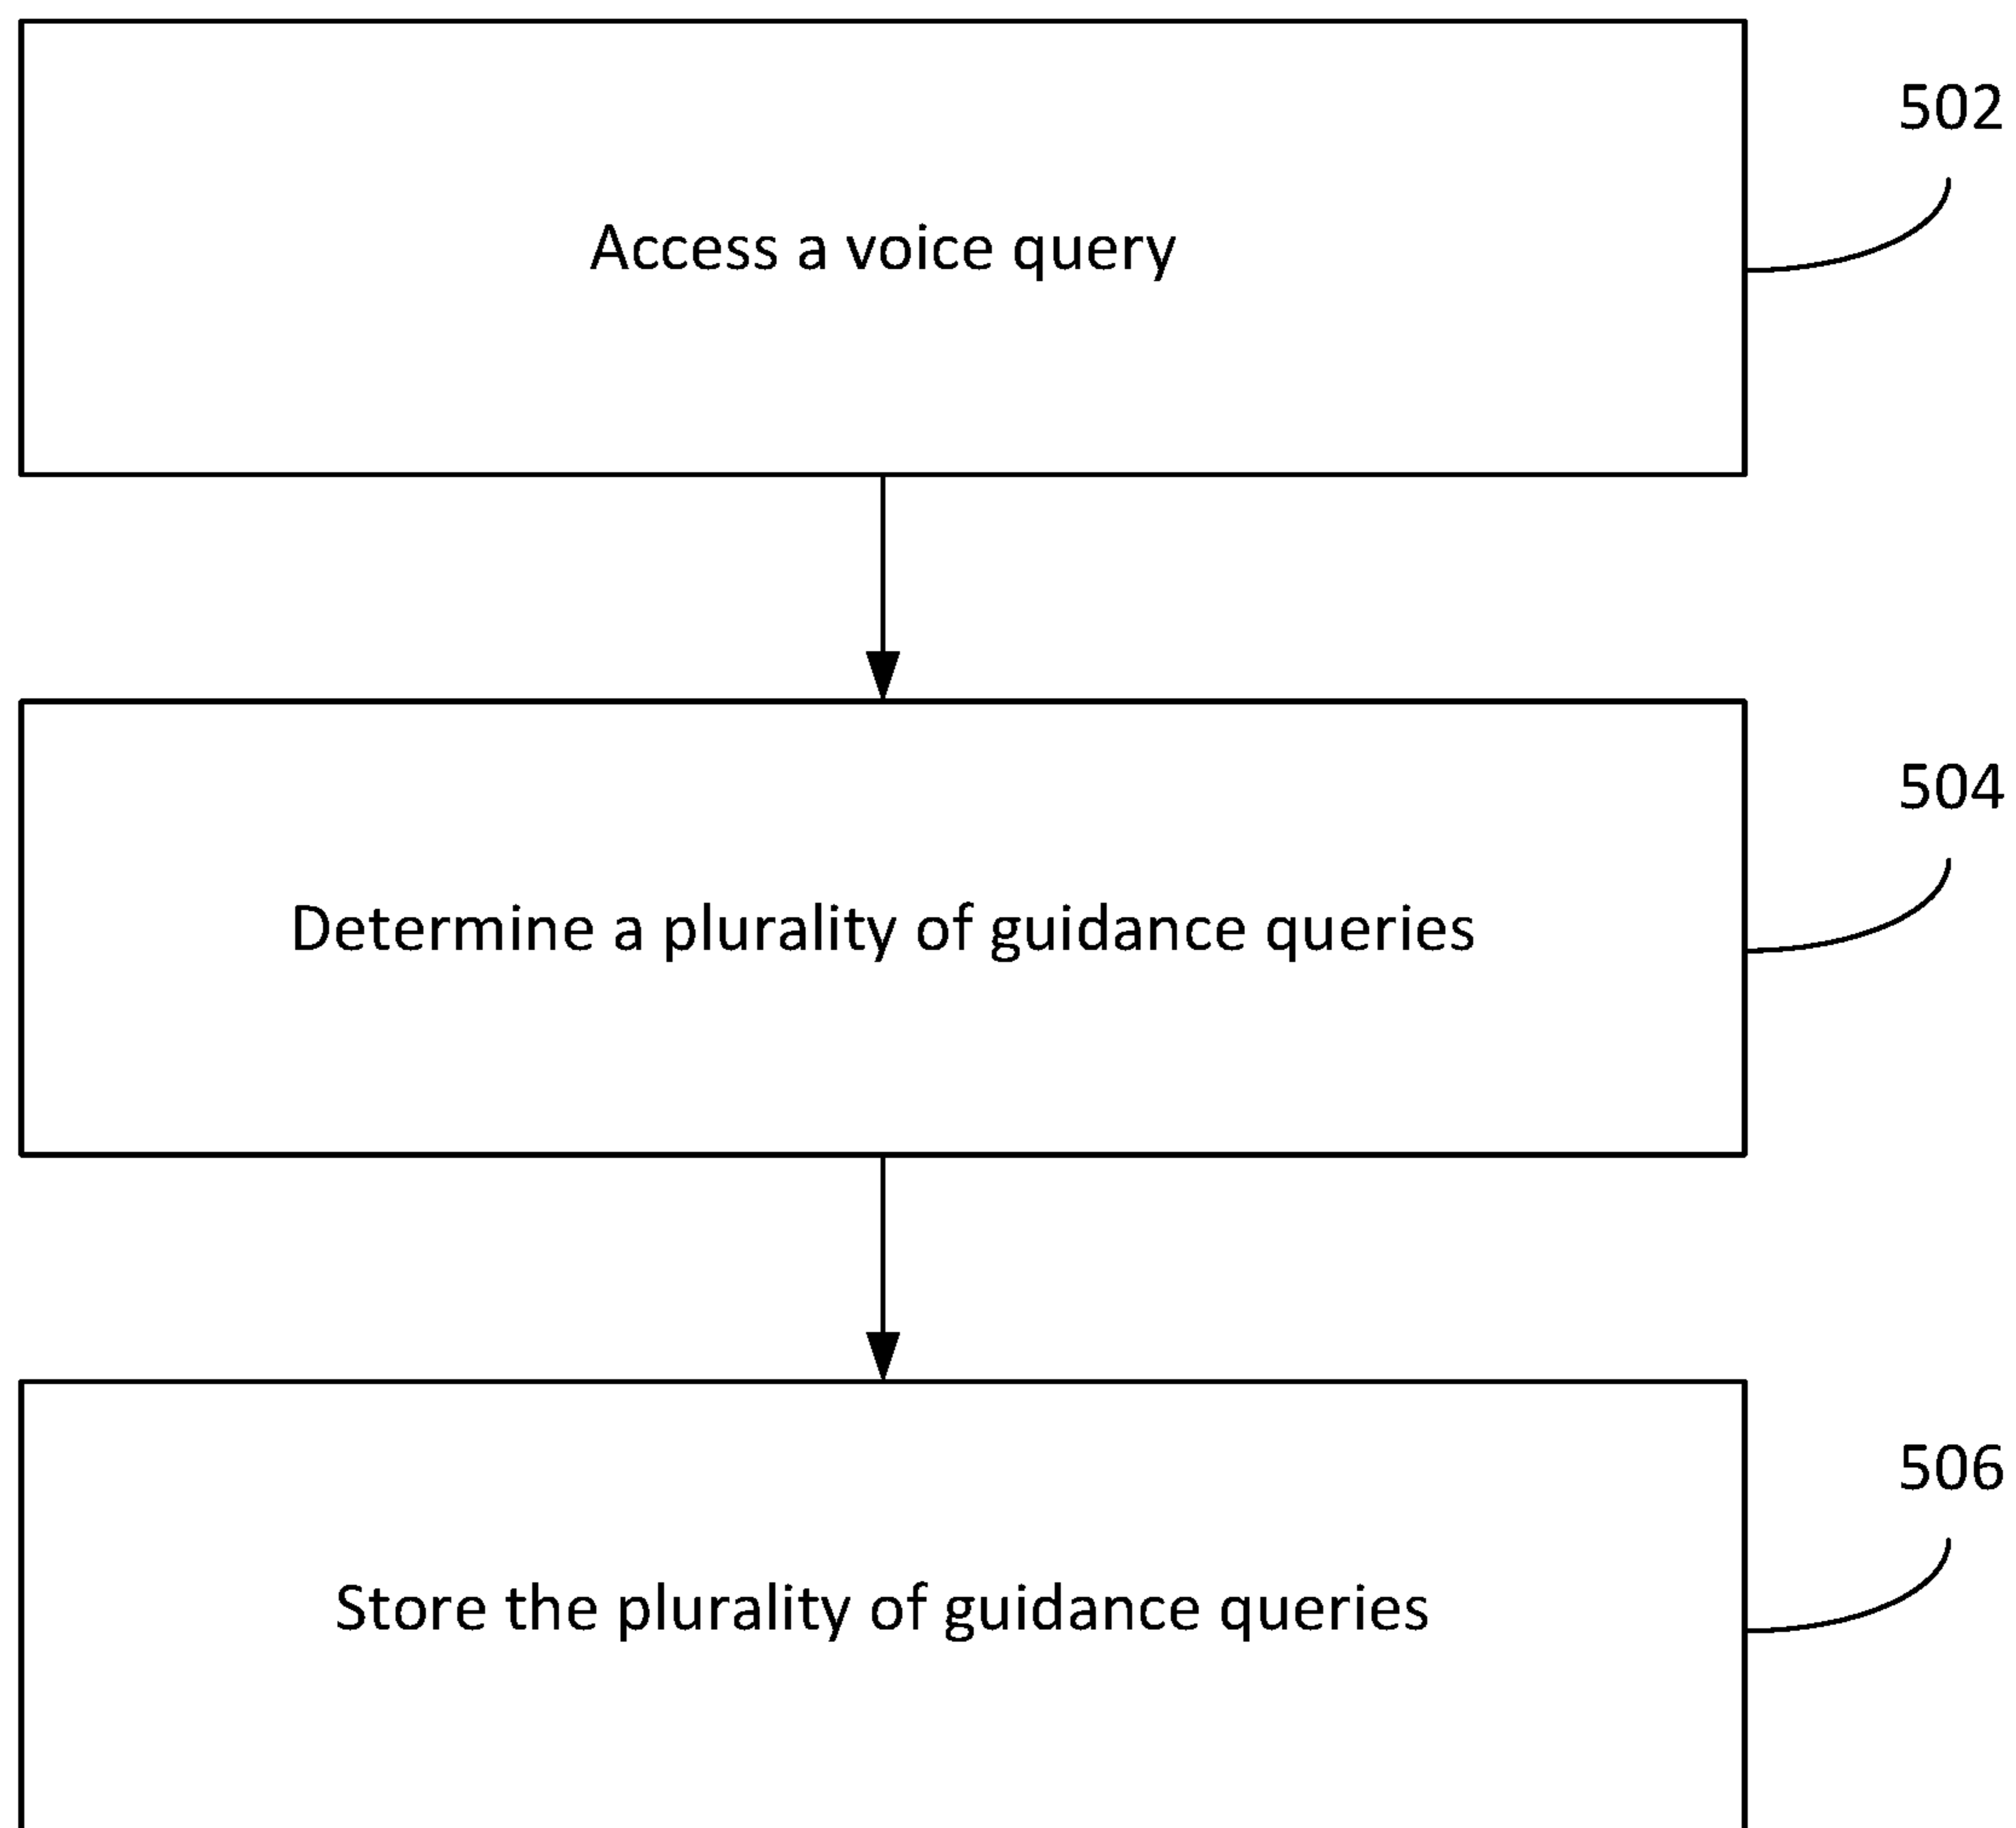 502
Access a voice query
504
Determine a plurality of guidance queries
506
Store the plurality of guidance queries